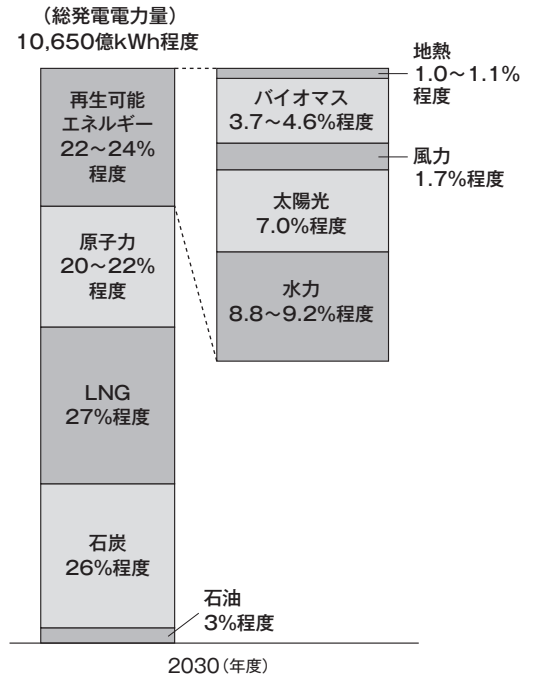 （総発電電力量）
10,650億kWh程度
再生可能
エネルギー
22〜24%
程度
原子力
20〜22%
程度
LNG
27%程度
石炭
26%程度
石油
3%程度
地熱
1.0〜1.1%
程度
バイオマス
3.7〜4.6%程度
風力
1.7%程度
太陽光
7.0%程度
水力
8.8〜9.2%程度
2030（年度）